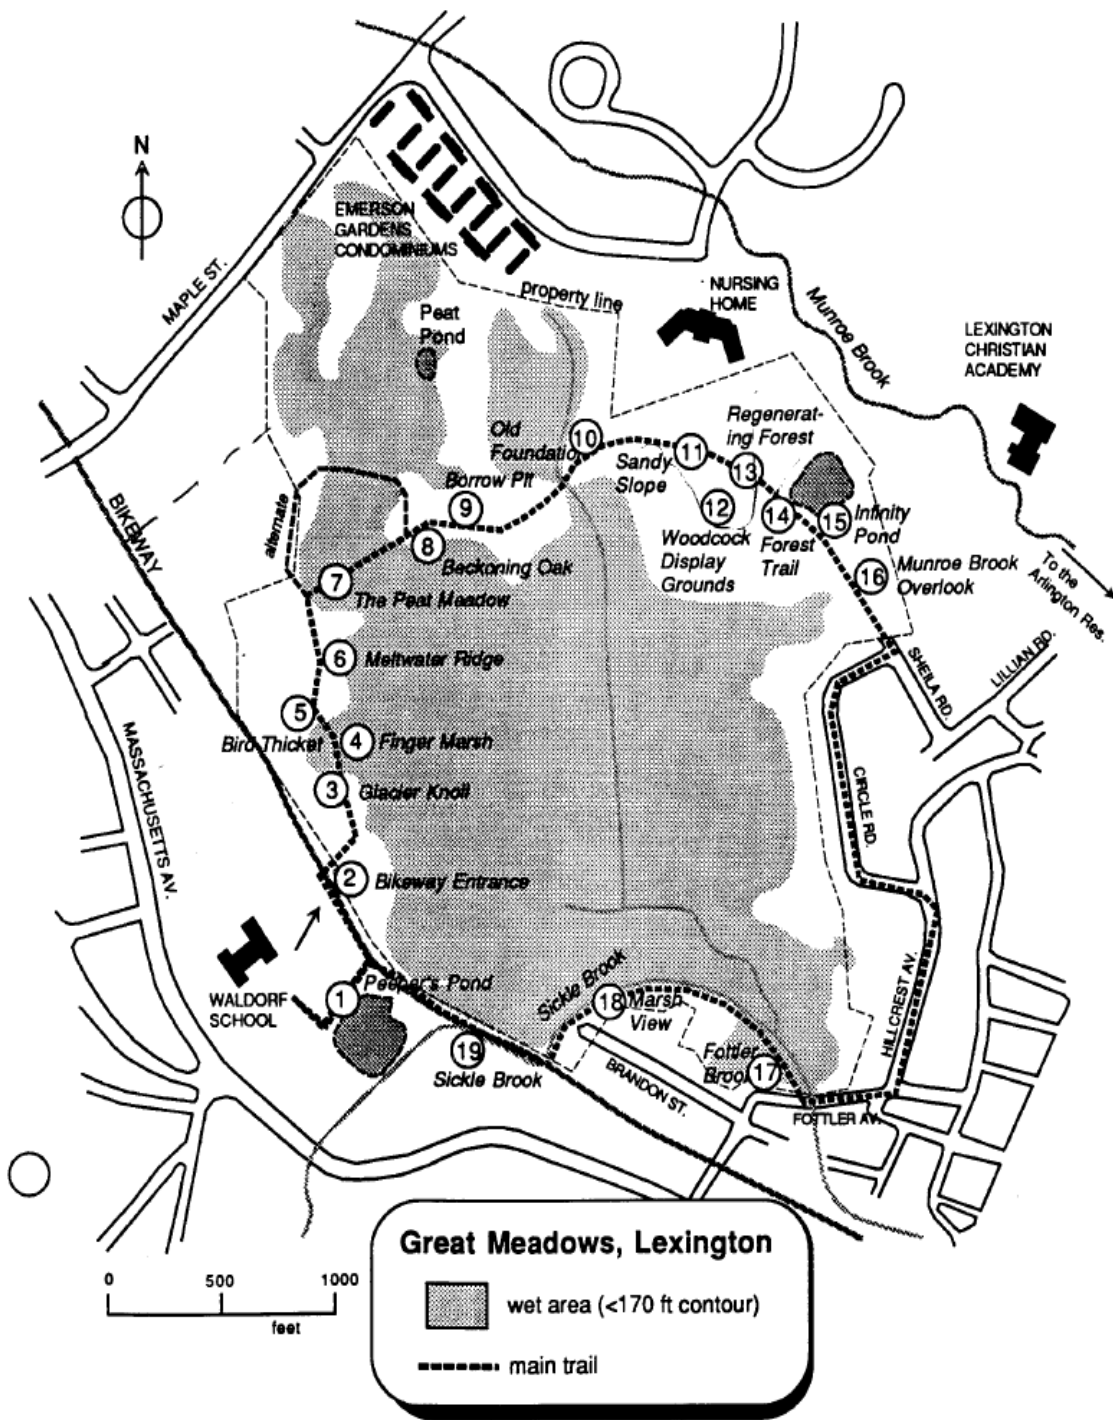 N
EMERSON
GARDENS
CONDOMINIUMS
MAPLE ST.
property line
NURSING
HOME
Munroe Brook
LEXINGTON
CHRISTIAN
ACADEMY
Peat
Pond
Regenerat-
ing Forest
10
Old
Foundatio
11
Sandy
Slope
13
Borrow Pit
9
12
Woodcock
Display
Grounds
14
Forest
Trail
15
Infinity
Pond
BIKEWAY
alternate
8
Beckoning Oak
16
Munroe Brook
Overlook
To the
Arlington Res.
7
The Peat Meadow
6
Meltwater Ridge
SHEILA RD.
LILLIAN RD.
5
Bird Thicket
4
Finger Marsh
3
Glacier Knoll
MASSACHUSETTS AV.
CIRCLE RD.
2
Bikeway Entrance
HILLCREST AV.
WALDORF
SCHOOL
1
Peeper's Pond
Sickle Brook
18
Marsh
View
19
Sickle Brook
Fottler
Brook
17
BRANDON ST.
FOTTLER AV.
0 500 1000
feet
Great Meadows, Lexington
wet area (<170 ft contour)
main trail